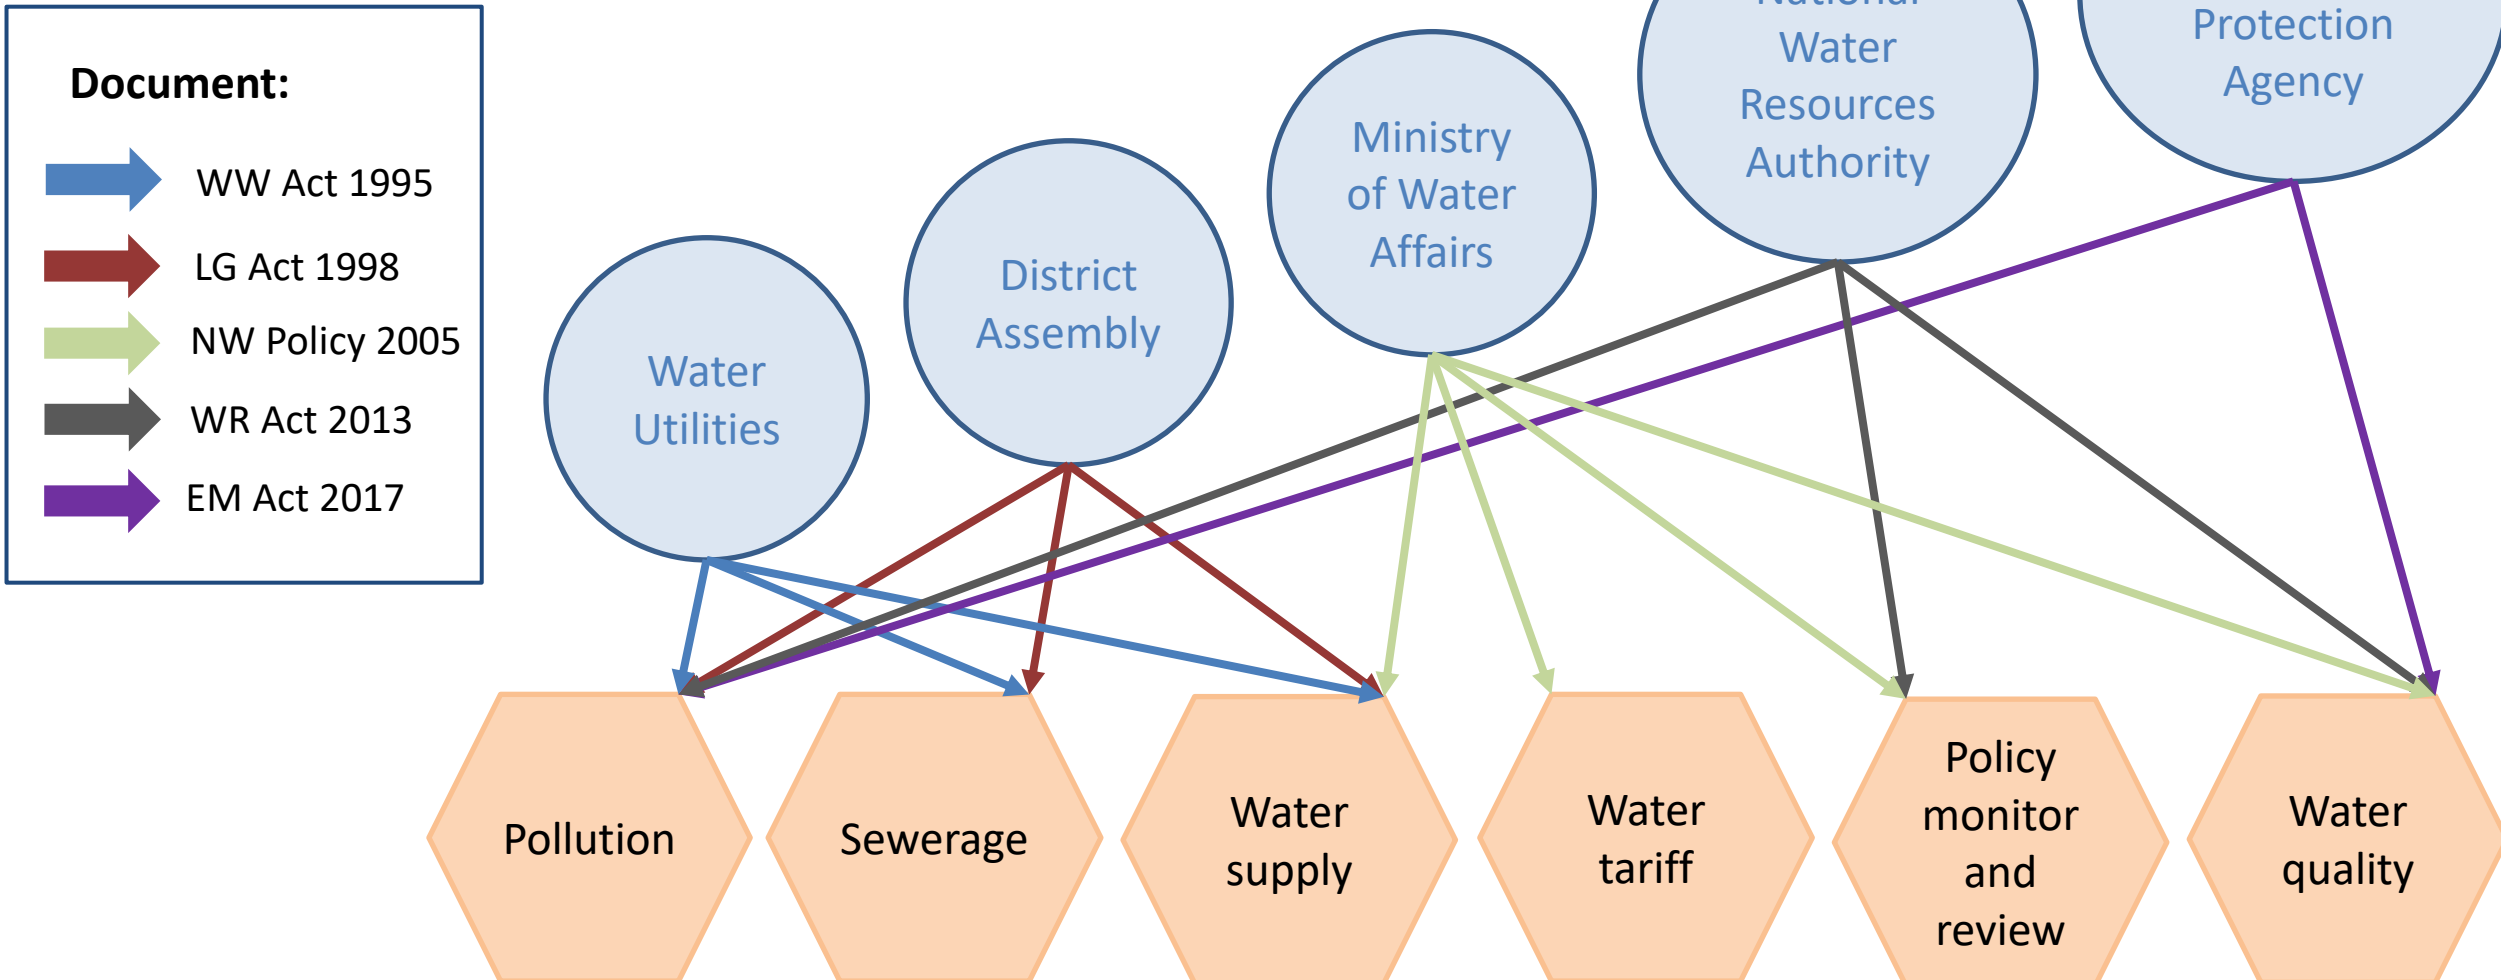 Document:
WW Act 1995
LG Act 1998
NW Policy 2005
WR Act 2013
EM Act 2017
Water
Utilities
District
Assembly
Ministry
of Water
Affairs
National
Water
Resources
Authority
Protection
Agency
Pollution
Sewerage
Water
supply
Water
tariff
Policy
monitor
and
review
Water
quality